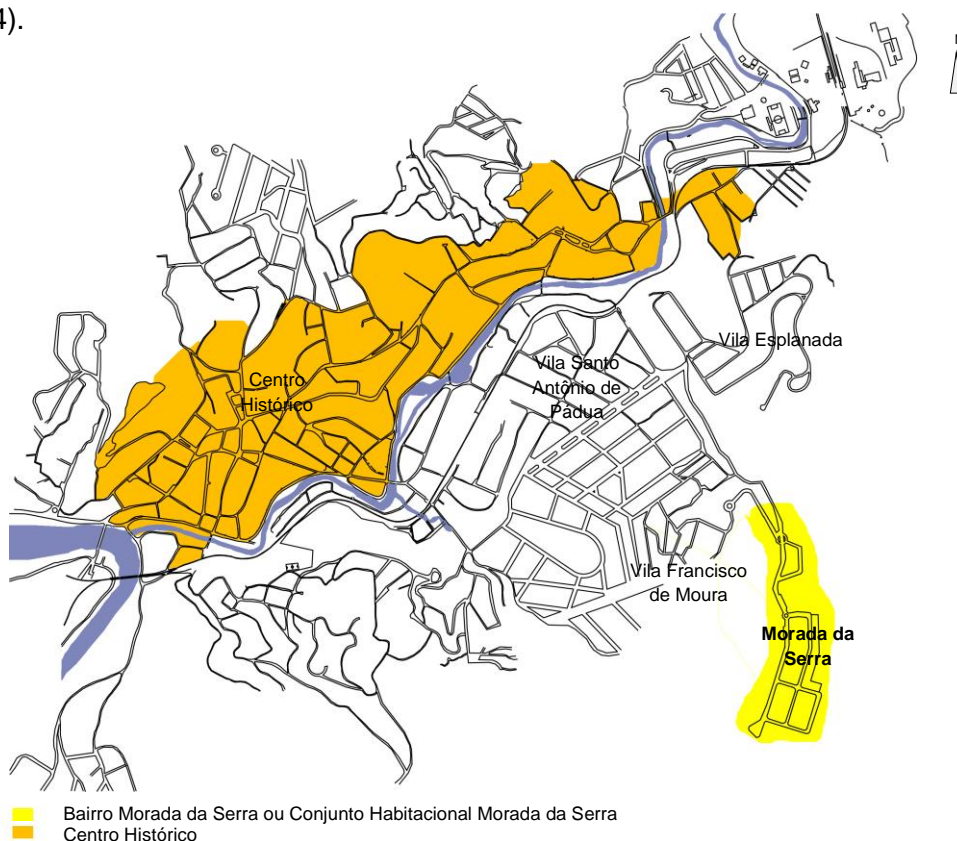 4).
Vila Esplanada
Vila Santo
Antônio de
Pádua
Centro
Histórico
Vila Francisco
de Moura
Morada da
Serra
Bairro Morada da Serra ou Conjunto Habitacional Morada da Serra
Centro Histórico